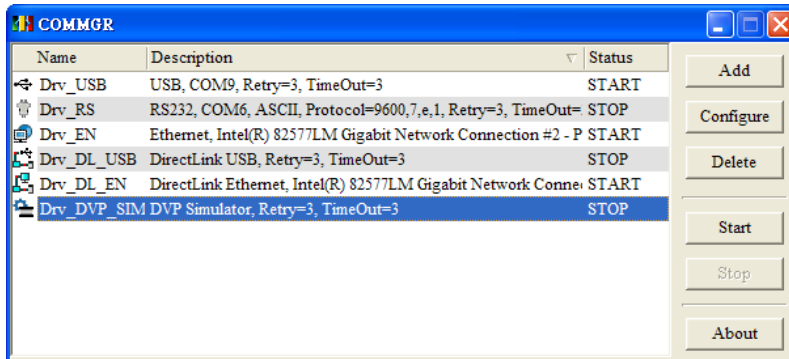 COMMGR
Name Description Status
Drv_USB USB, COM9, Retry=3, TimeOut=3 START
Drv_RS RS232, COM6, ASCII, Protocol=9600,7,e,1, Retry=3, TimeOut= STOP
Drv_EN Ethernet, Intel(R) 82577LM Gigabit Network Connection #2 - P START
Drv_DL_USB DirectLink USB, Retry=3, TimeOut=3 STOP
Drv_DL_EN DirectLink Ethernet, Intel(R) 82577LM Gigabit Network Conne START
Drv_DVP_SIM DVP Simulator, Retry=3, TimeOut=3 STOP
Add
Configure
Delete
Start
Stop
About